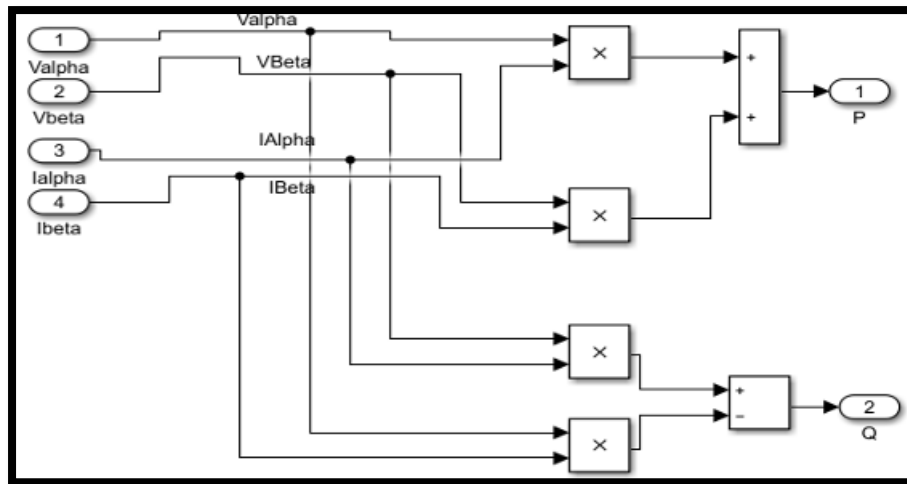 Valpha
1
Valpha
VBeta
2
Vbeta
IAlpha
3
Ialpha
IBeta
4
Ibeta
×
+
+
1
P
×
×
+
−
2
Q
×